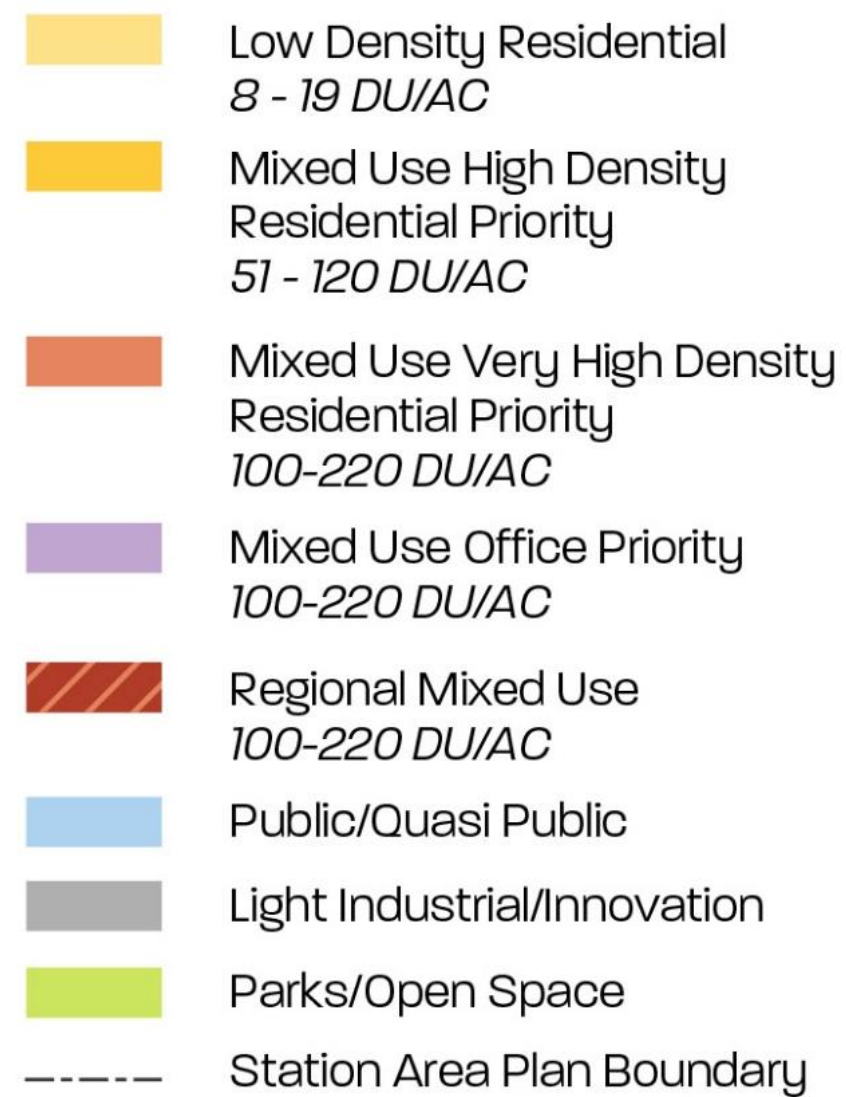 Low Density Residential
8 - 19 DU/AC
Mixed Use High Density
Residential Priority
51 - 120 DU/AC
Mixed Use Very High Density
Residential Priority
100-220 DU/AC
Mixed Use Office Priority
100-220 DU/AC
Regional Mixed Use
100-220 DU/AC
Public/Quasi Public
Light Industrial/Innovation
Parks/Open Space
Station Area Plan Boundary